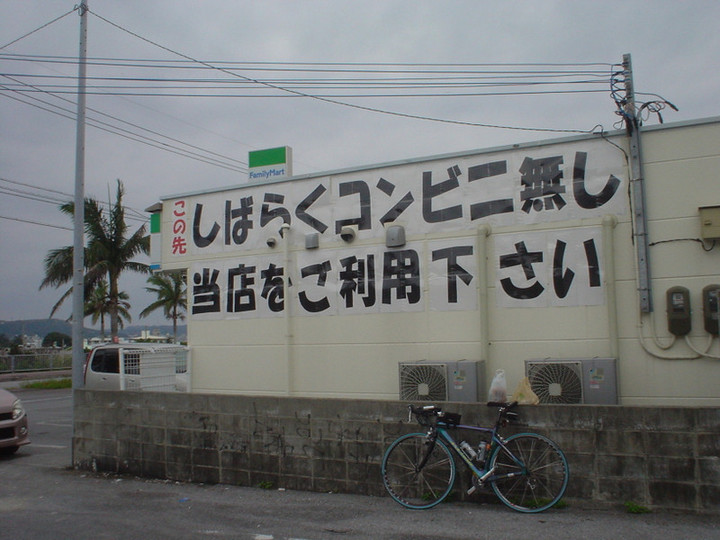 FamilyMart
この先
しばらくコンビニ無し
当店をご利用下さい